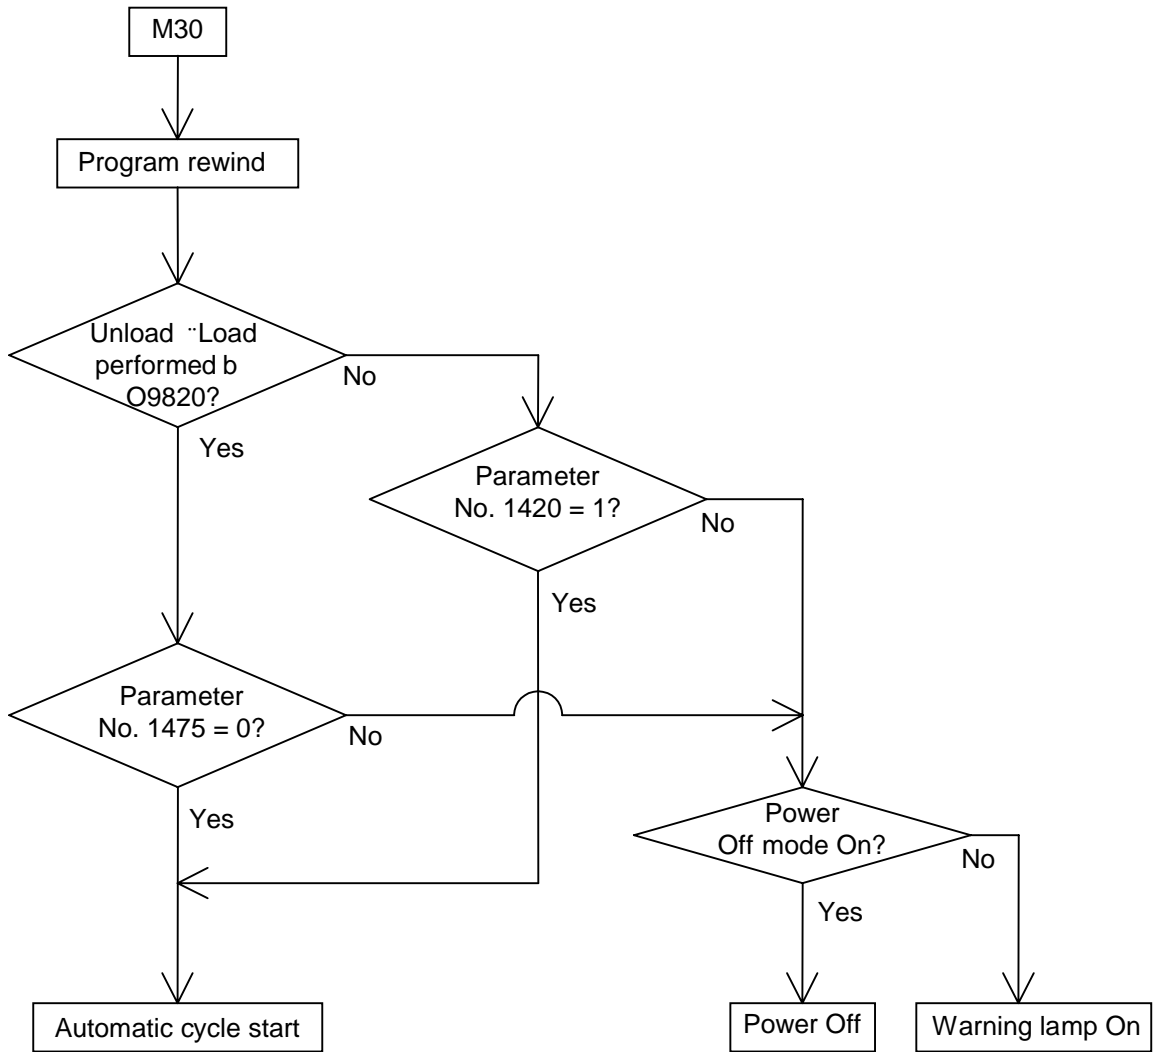 M30
Program rewind
Unload ¨Load
performed b
O9820?
No
Yes
Parameter
No. 1420 = 1?
No
Yes
Parameter
No. 1475 = 0?
No
Yes
Power
Off mode On?
No
Yes
Automatic cycle start
Power Off
Warning lamp On